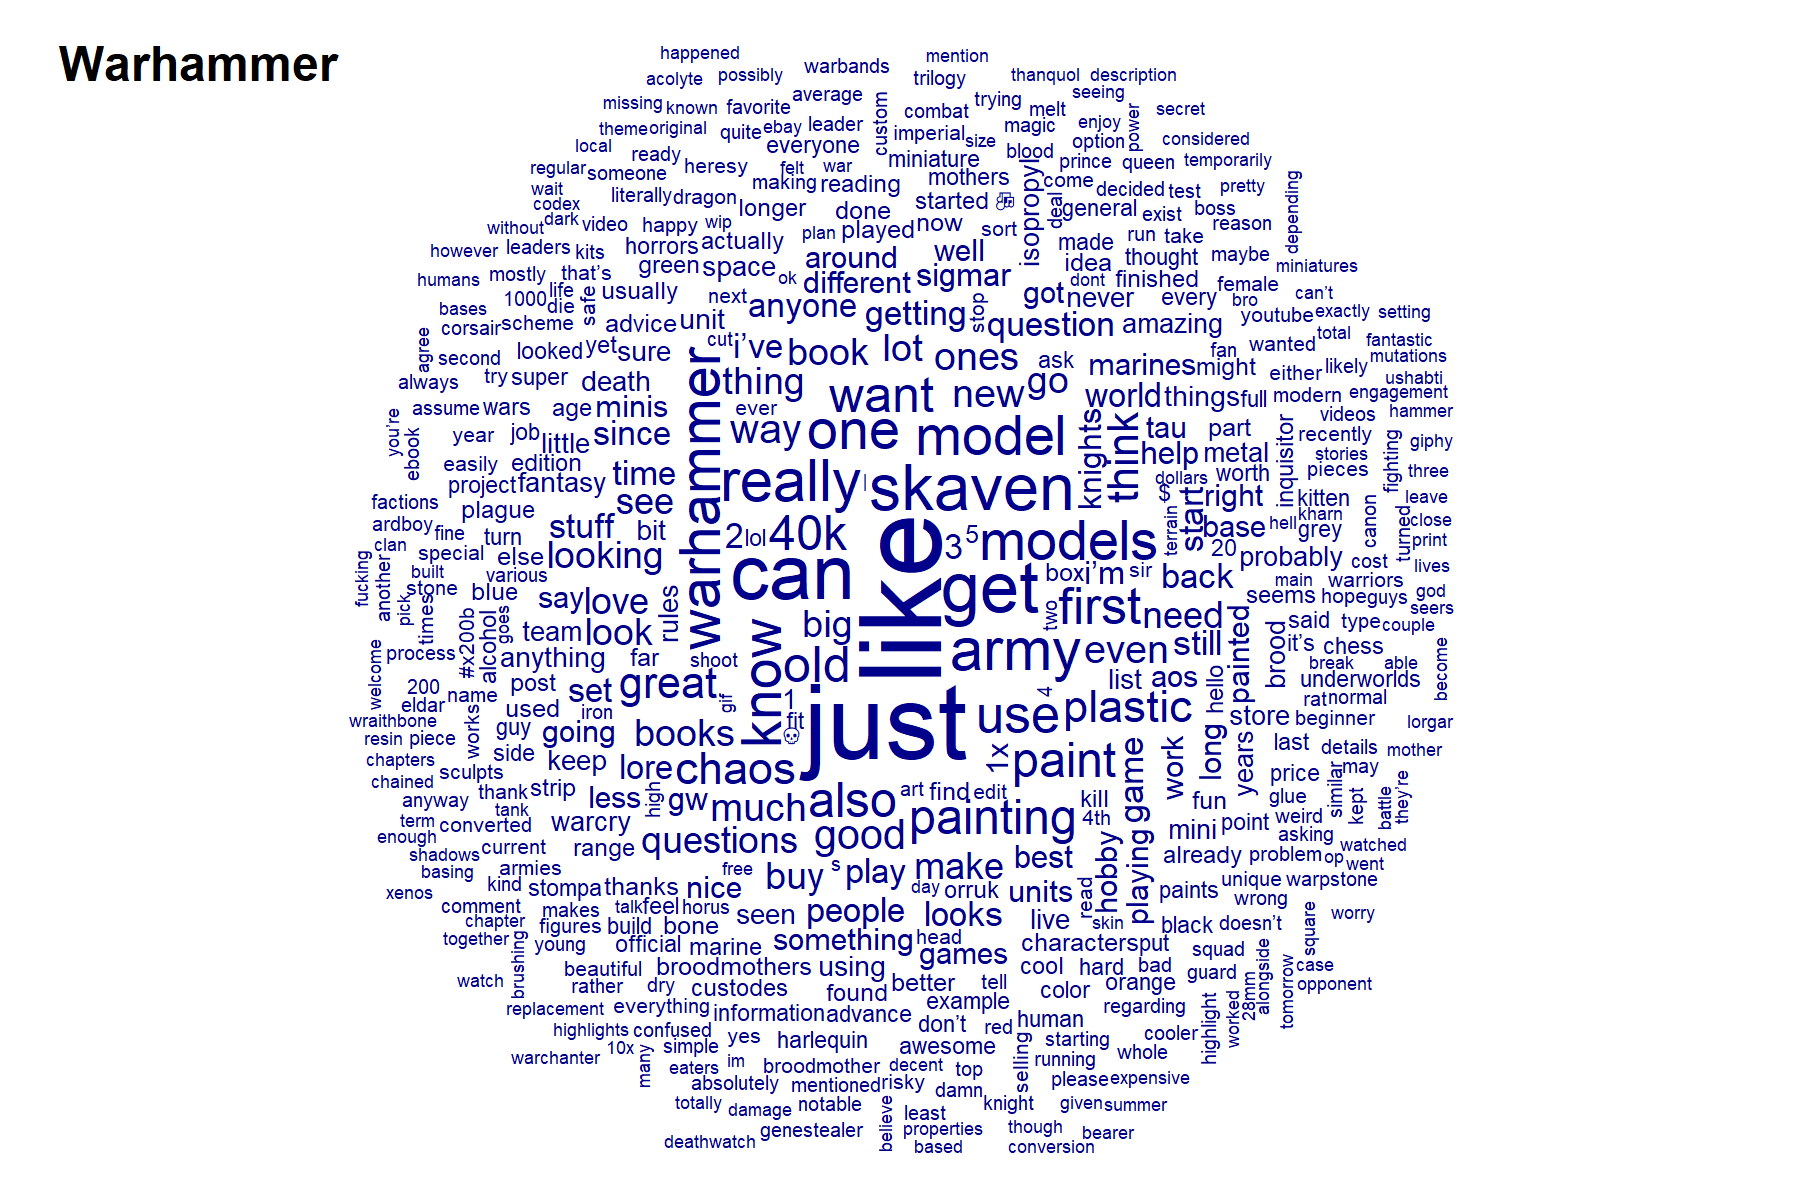 Warhammer
happened mention
acolyte possibly warbands trilogy thanquol description
missing known favorite average custom combat trying melt seeing power secret
theme original quite ebay leader imperial size magic enjoy option considered
local ready everyone miniature blood prince queen temporarily
regular someone heresy felt war isopropyl
wait literally dragon making reading mothers come decided test pretty depending
codex longer done started deal general exist boss
without dark video happy wip plan played now sort made run take reason
however leaders kits horrors actually around well idea thought maybe
humans mostly that's green space ok different sigmar dont finished female miniatures
bases 1000 life die safe usually next anyone getting stop got never every bro can't
agree corsair scheme advice unit question amazing youtube exactly setting
second looked yet sure cut i've book lot ones ask marines might fan wanted total fantastic
always try super death warhammer thing want new go world things full either likely mutations
ushabti
you're assume wars age minis ever way one model knights think modern engagement
year job little since tau part videos hammer
ebook easily edition time really l skaven help metal inquisitor recently stories fighting giphy
project fantasy see dollars $ worth pieces three
factions plague stuff bit 2 lol 40k like 3 5 models terrain start right kitten canon leave
ardboy fine turn base hell kharn grey turned close
clan special else looking can get box i'm sir 20 probably cost print
fucking another built various back main warriors lives
pick stone blue say love rules first two need seems hope guys god
times #x200b alcohol goes team look know big army even still painted brood said type couple seers
process anything far shoot old it's chess
welcome 200 name post set great gif 1 list aos hello break able underworlds become
eldar used iron fit just 4 use plastic rat normal
wraithbone works guy going books 💀 long store beginner lorgar
resin piece side keep lore chaos 1x paint game work years last details mother
chapters sculpts price similar may
chained thank strip less high gw much also art find edit kill fun glue kept battle they're
anyway tank painting 4th mini point weird
term converted warcry questions good hobby playing asking
enough current range already problem op watched
shadows armies free buy s play make best went
basing kind stompa thanks nice day orruk units read paints unique warpstone
xenos comment makes talk feel horus seen people looks live skin black doesn't wrong square worry
chapter figures build bone
together brushing young official marine something head games characters put squad
watch beautiful broodmothers using cool hard bad guard alongside tomorrow case
rather dry custodes found better tell color orange 28mm opponent
replacement everything information advance example regarding highlight worked
highlights confused yes harlequin don't red human cooler
warchanter 10x many simple im awesome selling starting running whole
eaters broodmother decent top please expensive
absolutely mentioned risky damn
totally damage notable believe least knight given summer
genestealer properties though bearer
deathwatch based conversion